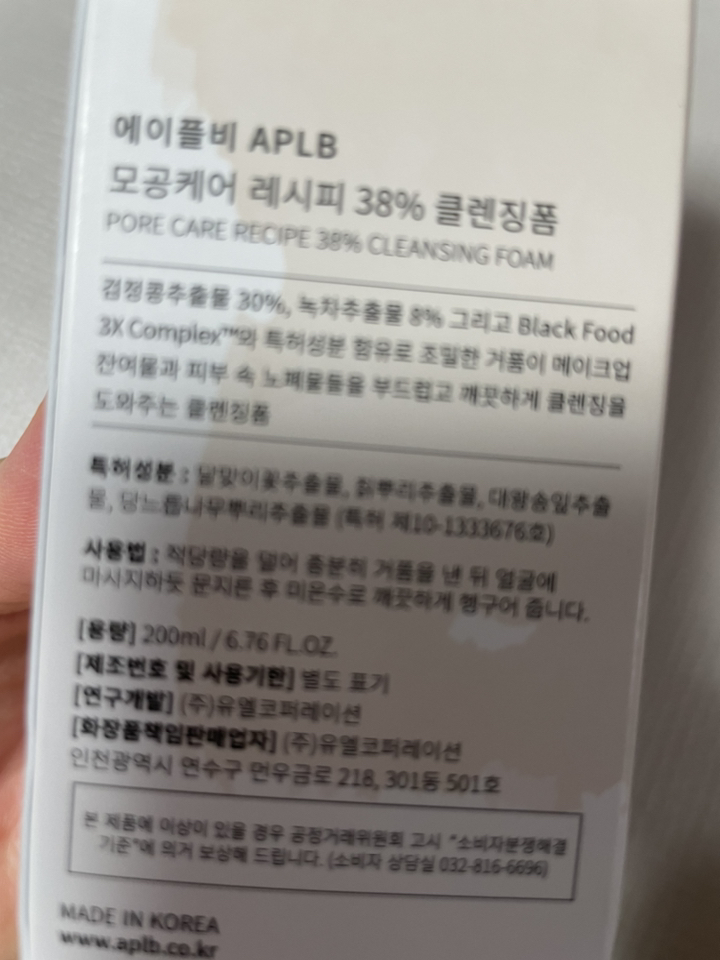 에이플비 APLB
모공케어 레시피 38% 클렌징폼
PORE CARE RECIPE 38% CLEANSING FOAM
검정콩추출물 30%, 녹차추출물 8% 그리고 Black Food
3X Complex™와 특허성분 함유로 조밀한 거품이 메이크업
잔여물과 피부 속 노폐물들을 부드럽고 깨끗하게 클렌징을
도와주는 클렌징폼
특허성분 : 달맞이꽃추출물, 칡뿌리추출물, 대왕송잎추출
물, 당느릅나무뿌리추출물 (특허 제10-1333676호)
사용법 : 적당량을 덜어 충분히 거품을 낸 뒤 얼굴에
마사지하듯 문지른 후 미온수로 깨끗하게 헹구어 줍니다.
[용량] 200ml / 6.76 FL.OZ.
[제조번호 및 사용기한] 별도 표기
[연구개발] (주)유엘코퍼레이션
[화장품책임판매업자] (주)유엘코퍼레이션
인천광역시 연수구 먼우금로 218, 301동 501호
본 제품에 이상이 있을 경우 공정거래위원회 고시 "소비자분쟁해결
기준"에 의거 보상해 드립니다. (소비자 상담실 032-816-6696)
MADE IN KOREA
www.aplb.co.kr